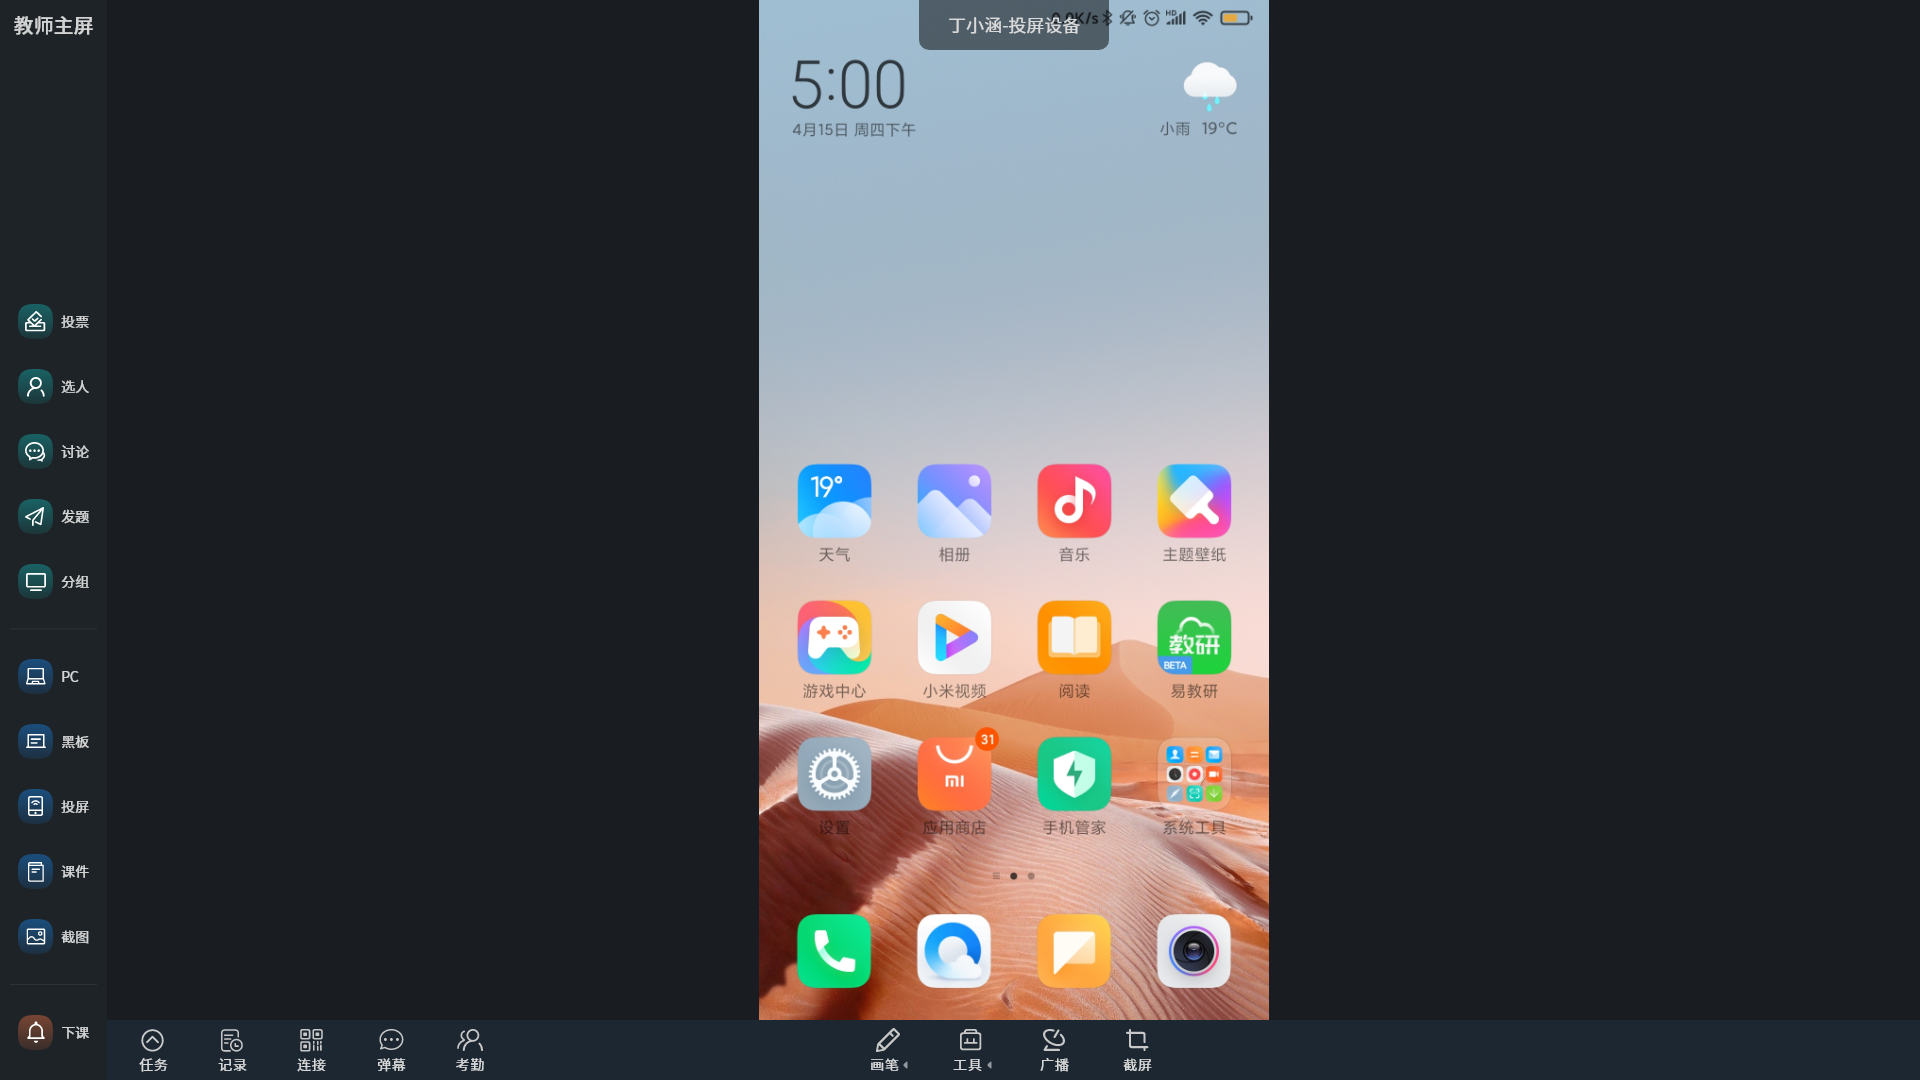 教师主屏
投票
选人
讨论
发题
分组
PC
黑板
投屏
课件
截图
下课
丁小涵-投屏设备
5:00
4月15日 周四下午
小雨 19°C
19°
天气
相册
音乐
主题壁纸
教研
BETA
游戏中心
小米视频
阅读
易教研
31
mi
设置
应用商店
手机管家
系统工具
任务
记录
连接
弹幕
考勤
画笔
工具
广播
截屏